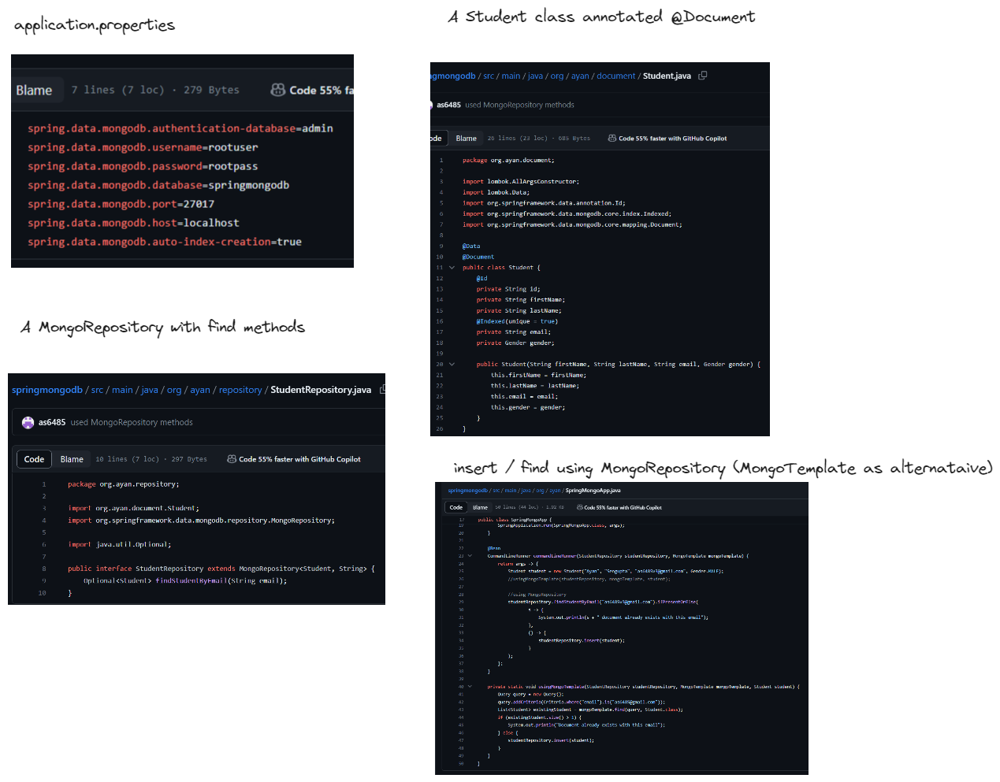 application.properties
Blame 7 lines (7 loc) · 279 Bytes Code 55% fa
spring.data.mongodb.authentication-database=admin
spring.data.mongodb.username=rootuser
spring.data.mongodb.password=rootpass
spring.data.mongodb.database=springmongodb
spring.data.mongodb.port=27017
spring.data.mongodb.host=localhost
spring.data.mongodb.auto-index-creation=true
A MongoRepository with find methods
springmongodb / src / main / java / org / ayan / repository / StudentRepository.java
as6485 used MongoRepository methods
Code Blame 10 lines (7 loc) · 297 Bytes Code 55% faster with GitHub Copilot
1 package org.ayan.repository;
2
3 import org.ayan.document.Student;
4 import org.springframework.data.mongodb.repository.MongoRepository;
5
6 import java.util.Optional;
7
8 public interface StudentRepository extends MongoRepository<Student, String> {
9 Optional<Student> findStudentByEmail(String email);
10 }
A Student class annotated @Document
ngmongodb / src / main / java / org / ayan / document / Student.java
as6485 used MongoRepository methods
ode Blame 26 lines (23 loc) · 685 Bytes Code 55% faster with GitHub Copilot
1 package org.ayan.document;
2
3 import lombok.AllArgsConstructor;
4 import lombok.Data;
5 import org.springframework.data.annotation.Id;
6 import org.springframework.data.mongodb.core.index.Indexed;
7 import org.springframework.data.mongodb.core.mapping.Document;
8
9 @Data
10 @Document
11 public class Student {
12 @Id
13 private String id;
14 private String firstName;
15 private String lastName;
16 @Indexed(unique = true)
17 private String email;
18 private Gender gender;
19
20 public Student(String firstName, String lastName, String email, Gender gender) {
21 this.firstName = firstName;
22 this.lastName = lastName;
23 this.email = email;
24 this.gender = gender;
25 }
26 }
insert / find using MongoRepository (MongoTemplate as alternataive)
springmongodb / src / main / java / org / ayan / SpringMongoApp.java
Code Blame 50 lines (44 loc) · 1.92 KB Code 55% faster with GitHub Copilot
17 public class SpringMongoApp {
19 SpringApplication.run(SpringMongoApp.class, args);
20 }
21
22 @Bean
23 CommandLineRunner commandLineRunner(StudentRepository studentRepository, MongoTemplate mongoTemplate) {
24 return args -> {
25 Student student = new Student("Ayan", "Sengupta", "as6485v3@gmail.com", Gender.MALE);
26 //usingMongoTemplate(studentRepository, mongoTemplate, student);
27
28 //using MongoRepository
29 studentRepository.findStudentByEmail("as6485v3@gmail.com").ifPresentOrElse(
30 s -> {
31 System.out.println(s + " document already exists with this email");
32 },
33 () -> {
34 studentRepository.insert(student);
35 }
36 );
37 };
38 }
39
40 private static void usingMongoTemplate(StudentRepository studentRepository, MongoTemplate mongoTemplate, Student student) {
41 Query query = new Query();
42 query.addCriteria(Criteria.where("email").is("as6485@gmail.com"));
43 List<Student> existingStudent = mongoTemplate.find(query, Student.class);
44 if (existingStudent.size() > 1) {
45 System.out.println("Document already exists with this email");
46 } else {
47 studentRepository.insert(student);
48 }
49 }
50 }